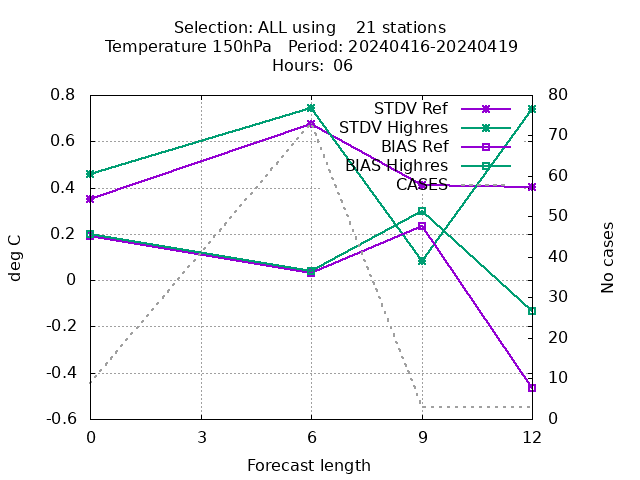 Selection: ALL using    21 stations
Temperature 150hPa   Period: 20240416-20240419
Hours:  06
STDV Ref
STDV Highres
BIAS Ref
BIAS Highres
CASES
0.8
0.6
0.4
0.2
0
-0.2
-0.4
-0.6
80
70
60
50
40
30
20
10
0
deg C
No cases
0 3 6 9 12
Forecast length